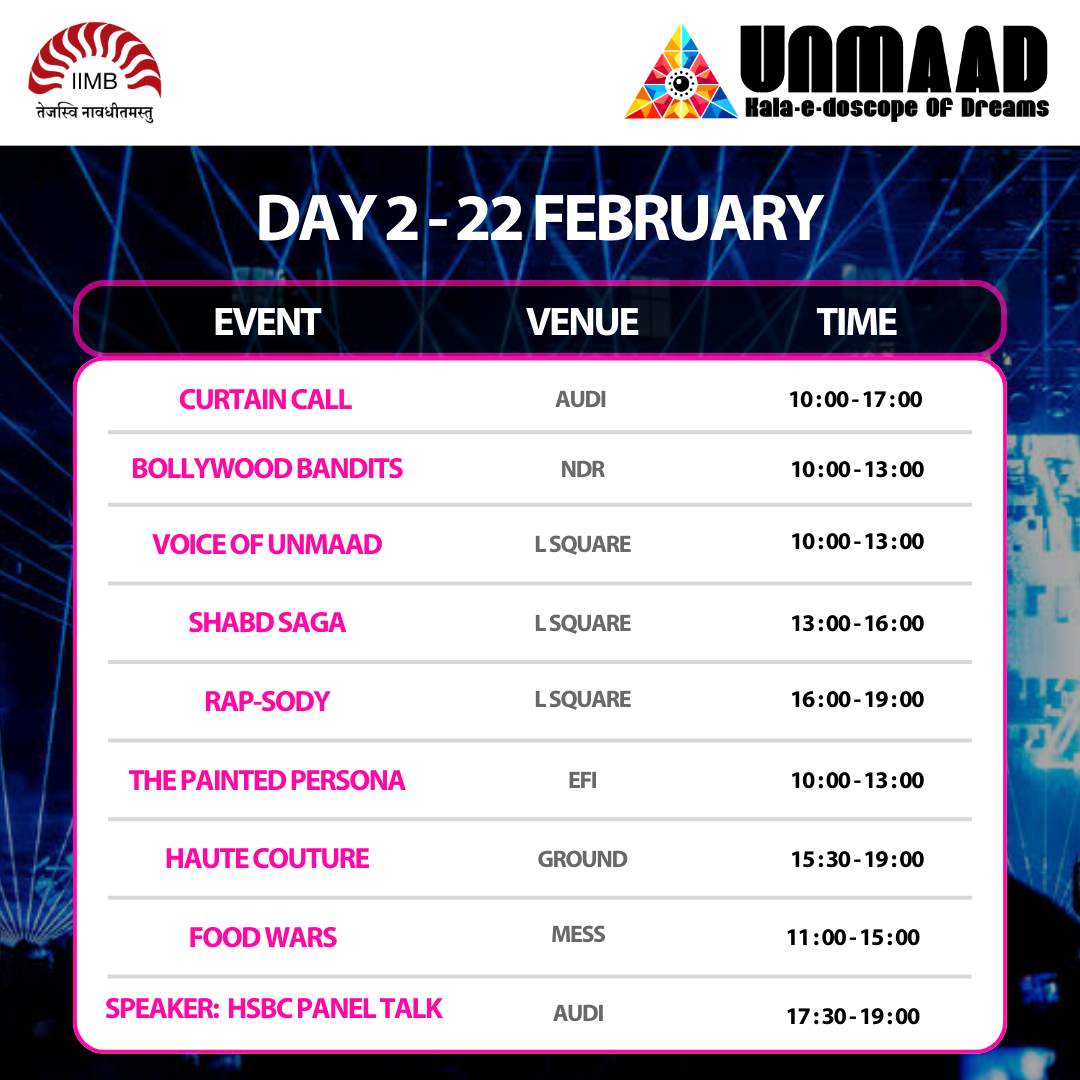 IIMB
तेजस्वि नावधीतमस्तु
UNMAAD
Kala-e-doscope Of Dreams
DAY 2 - 22 FEBRUARY
EVENT VENUE TIME
CURTAIN CALL AUDI 10:00 - 17:00
BOLLYWOOD BANDITS NDR 10:00 - 13:00
VOICE OF UNMAAD L SQUARE 10:00 - 13:00
SHABD SAGA L SQUARE 13:00 - 16:00
RAP-SODY L SQUARE 16:00 - 19:00
THE PAINTED PERSONA EFI 10:00 - 13:00
HAUTE COUTURE GROUND 15:30 - 19:00
FOOD WARS MESS 11:00 - 15:00
SPEAKER: HSBC PANEL TALK AUDI 17:30 - 19:00